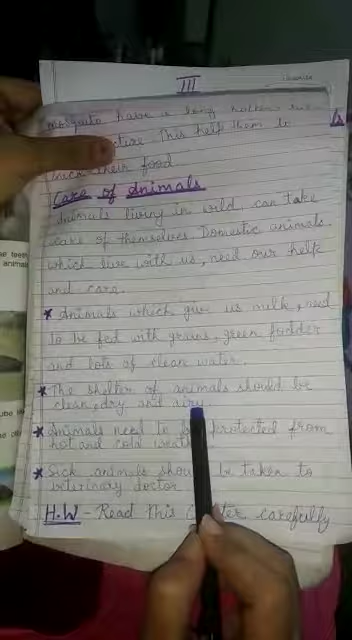 III
mosquito have a long hollow tube
This help them to
suck their food
Care of Animals
Animals living in wild, can take
care of themselves Domestic animals
which live with us, need our help
and care.
* Animals which give us milk, need
to be fed with grains, green fodder
and lots of clean water.
* The shelter of animals should be
clean, dry and airy.
* Animals need to be protected from
hot and cold weather
* Sick animals should be taken to
veterinary doctor
H.W - Read this Chapter carefully